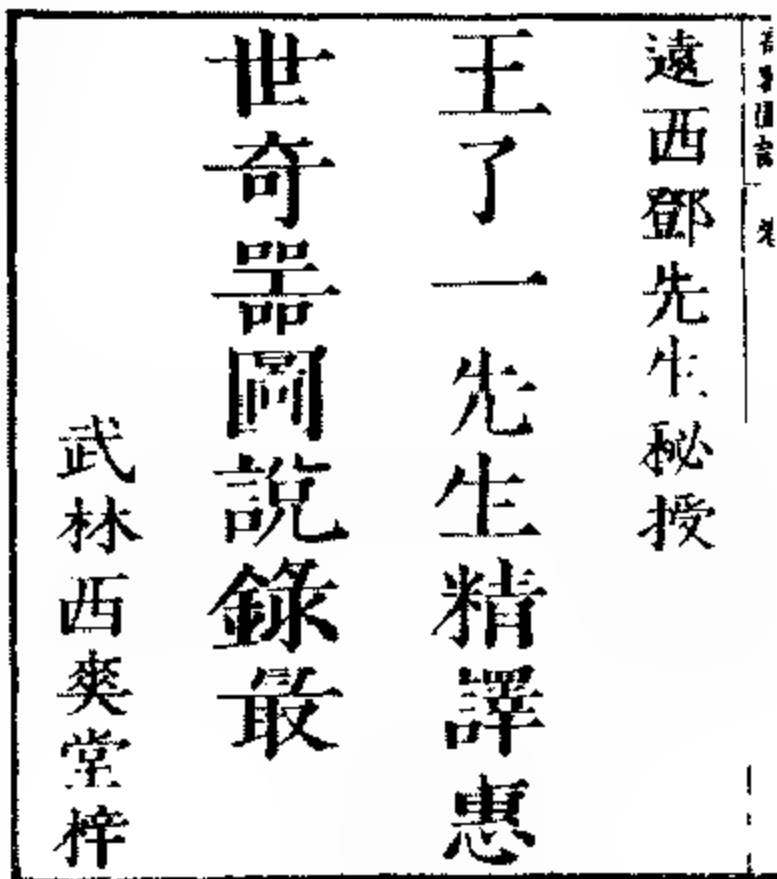 遠西鄧先生秘授
王了一先生精譯惠
世奇器圖說錄最
武林西爽堂梓